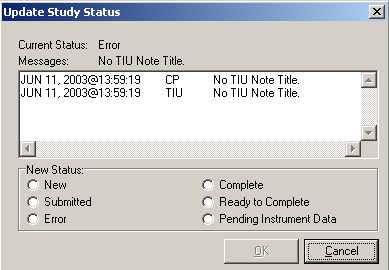 Update Study Status
Current Status: Error
Messages: No TIU Note Title.
JUN 11, 2003@13:59:19 CP No TIU Note Title.
JUN 11, 2003@13:59:19 TIU No TIU Note Title.
New Status:
New Complete
Submitted Ready to Complete
Error Pending Instrument Data
OK Cancel